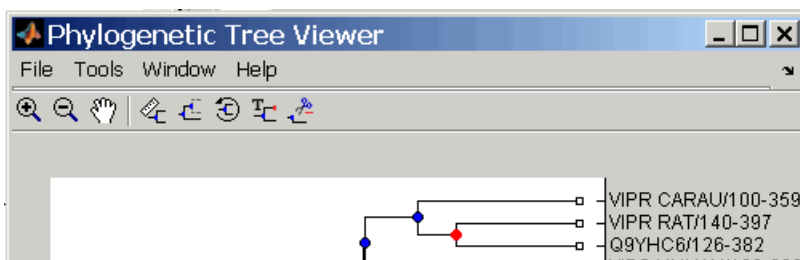 Phylogenetic Tree Viewer
File Tools Window Help
VIPR CARAU/100-359
VIPR RAT/140-397
Q9YHC6/126-382